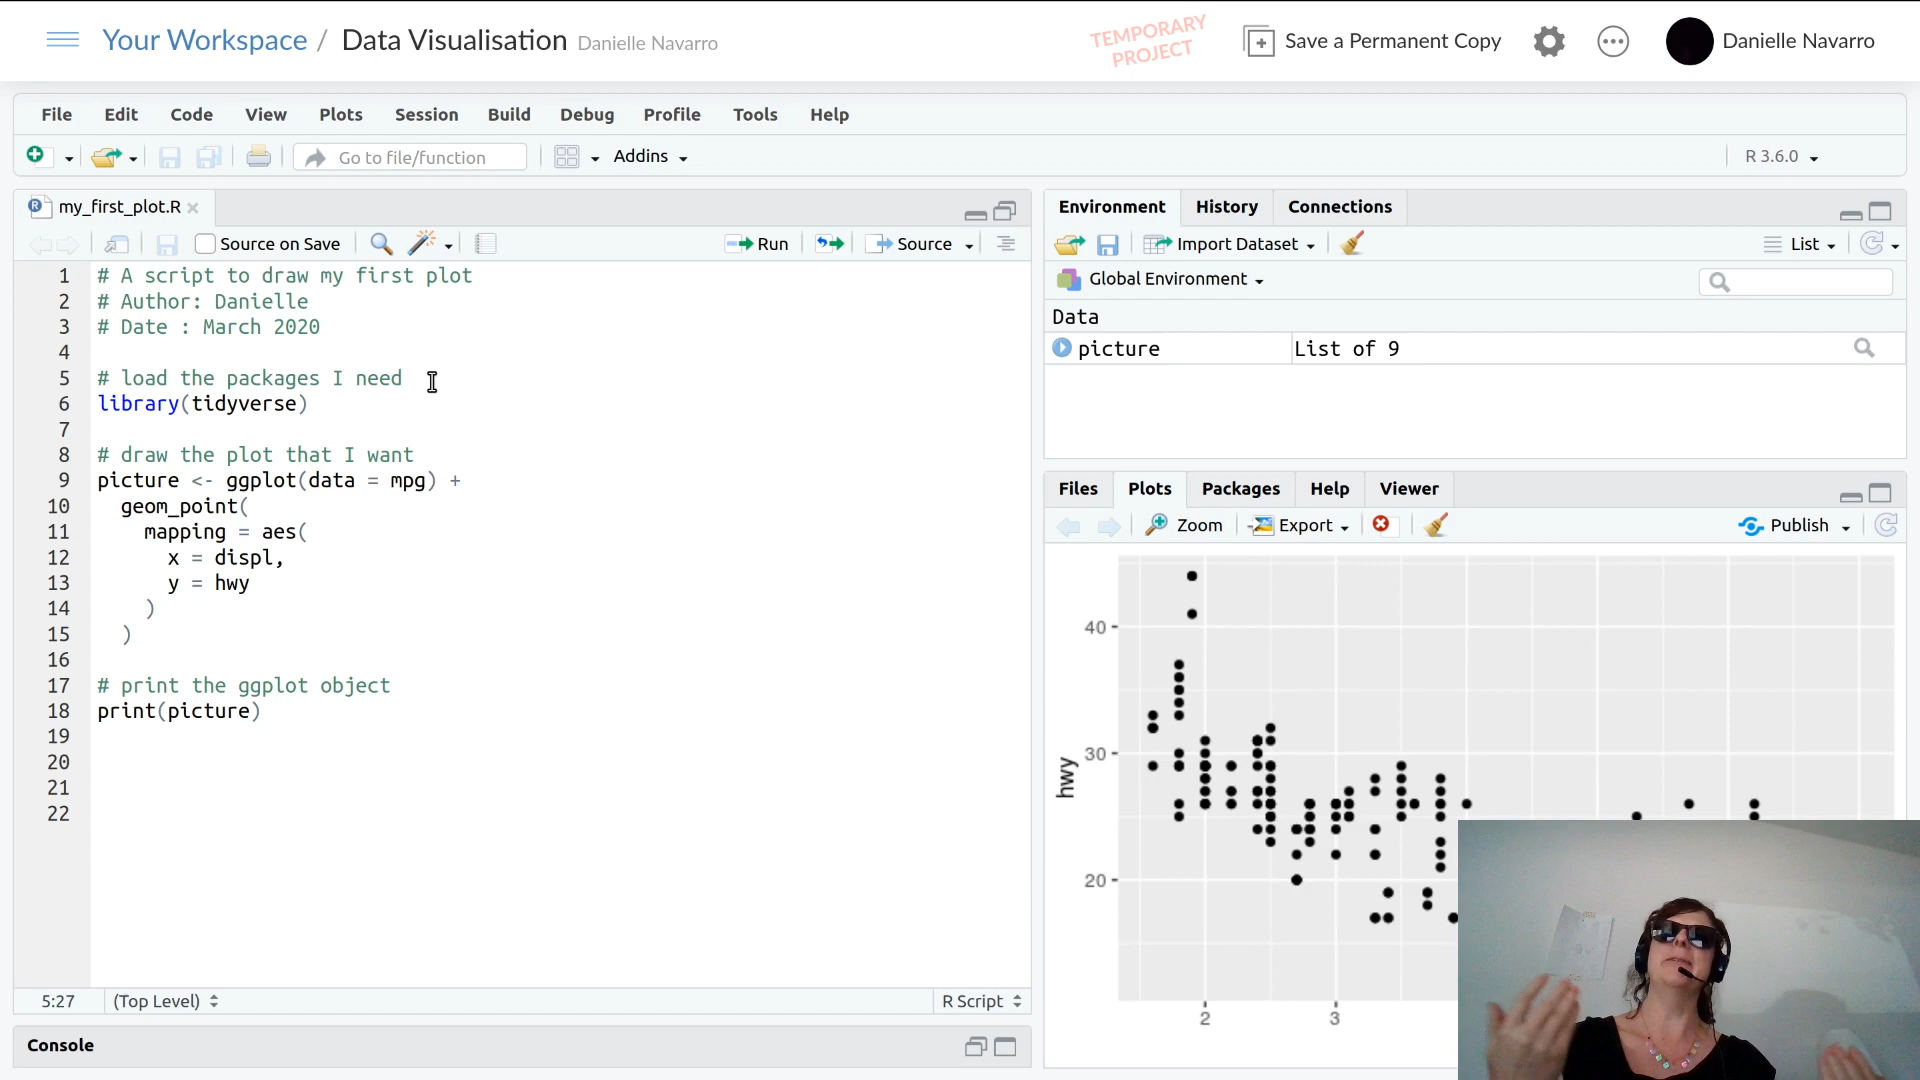 Your Workspace / Data Visualisation Danielle Navarro
TEMPORARY
PROJECT
Save a Permanent Copy
Danielle Navarro
File Edit Code View Plots Session Build Debug Profile Tools Help
Go to file/function
Addins
R 3.6.0
my_first_plot.R
Source on Save
Run
Source
1 # A script to draw my first plot
2 # Author: Danielle
3 # Date : March 2020
4
5 # load the packages I need
6 library(tidyverse)
7
8 # draw the plot that I want
9 picture <- ggplot(data = mpg) +
10 geom_point(
11 mapping = aes(
12 x = displ,
13 y = hwy
14 )
15 )
16
17 # print the ggplot object
18 print(picture)
19
20
21
22
5:27 (Top Level) R Script
Console
Environment History Connections
Import Dataset
List
Global Environment
Data
picture List of 9
Files Plots Packages Help Viewer
Zoom Export Publish
40
30
20
hwy
2 3